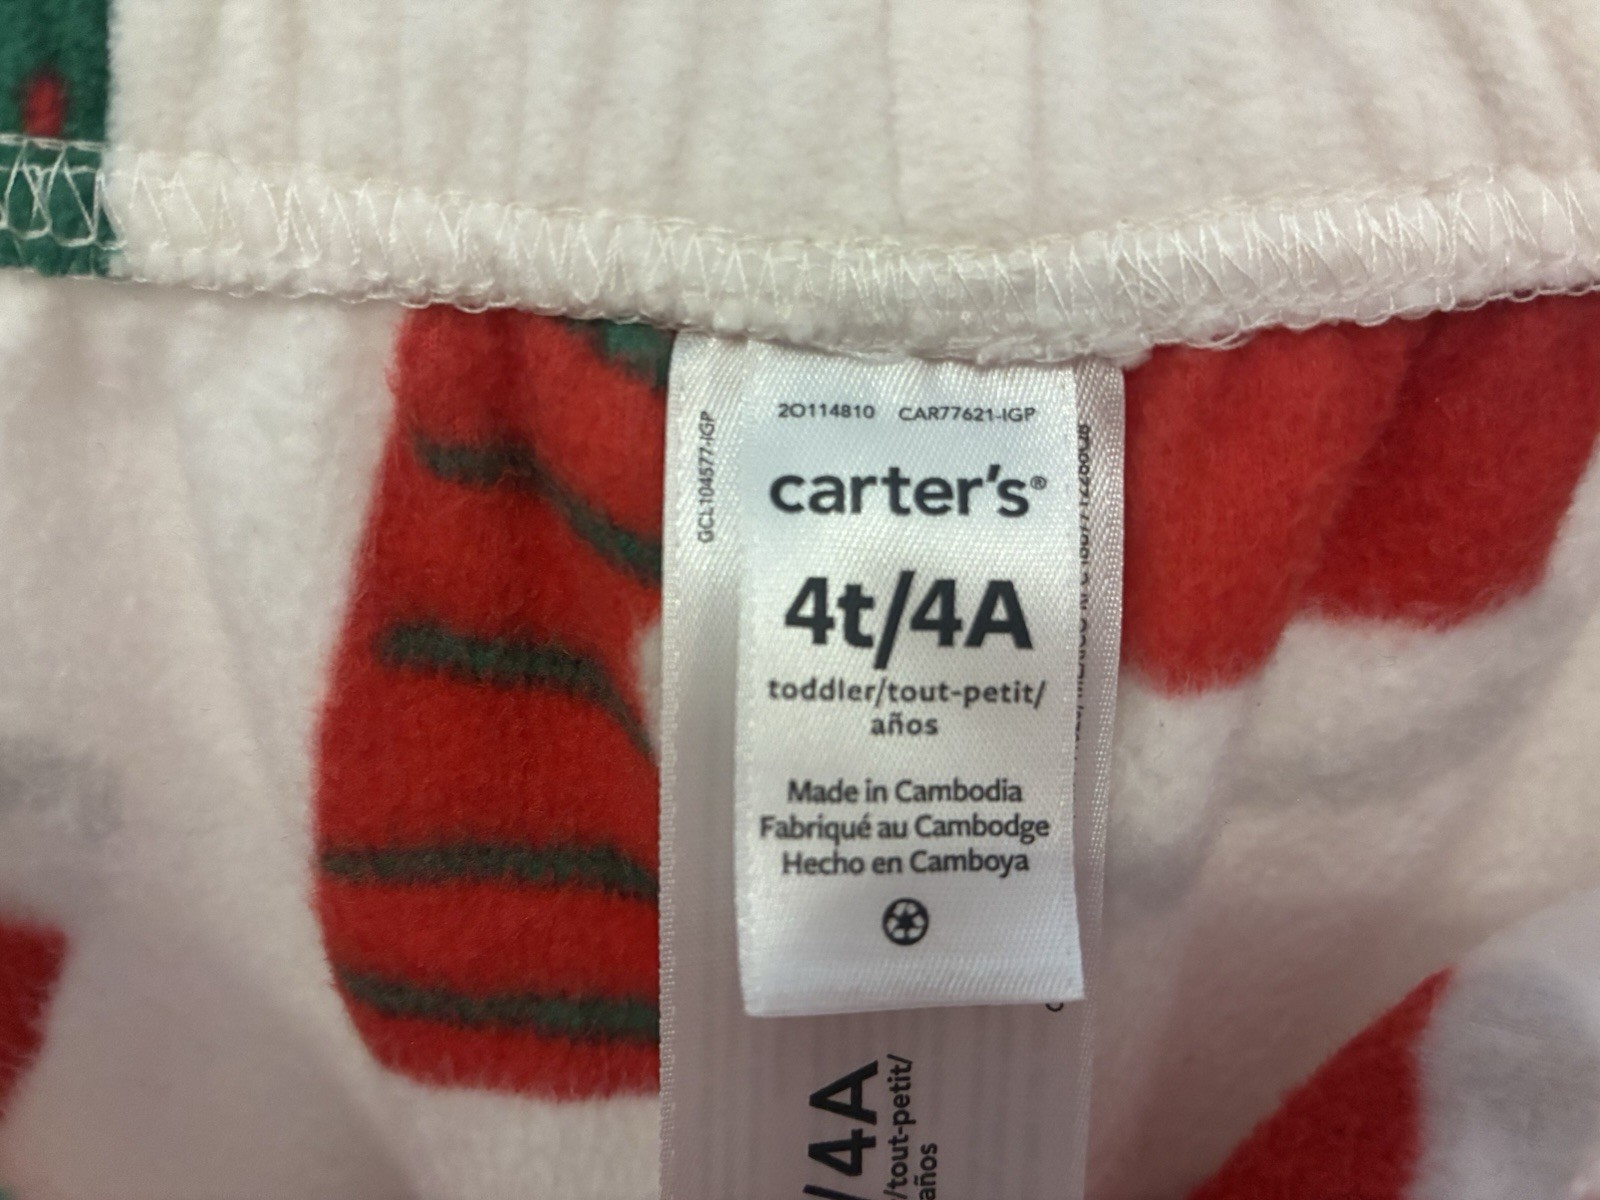 2O114810 CAR77621-IGP
carter's®
4t/4A
toddler/tout-petit/
años
Made in Cambodia
Fabriqué au Cambodge
Hecho en Camboya
GCL104577-IGP
/4A
/tout-petit/
años